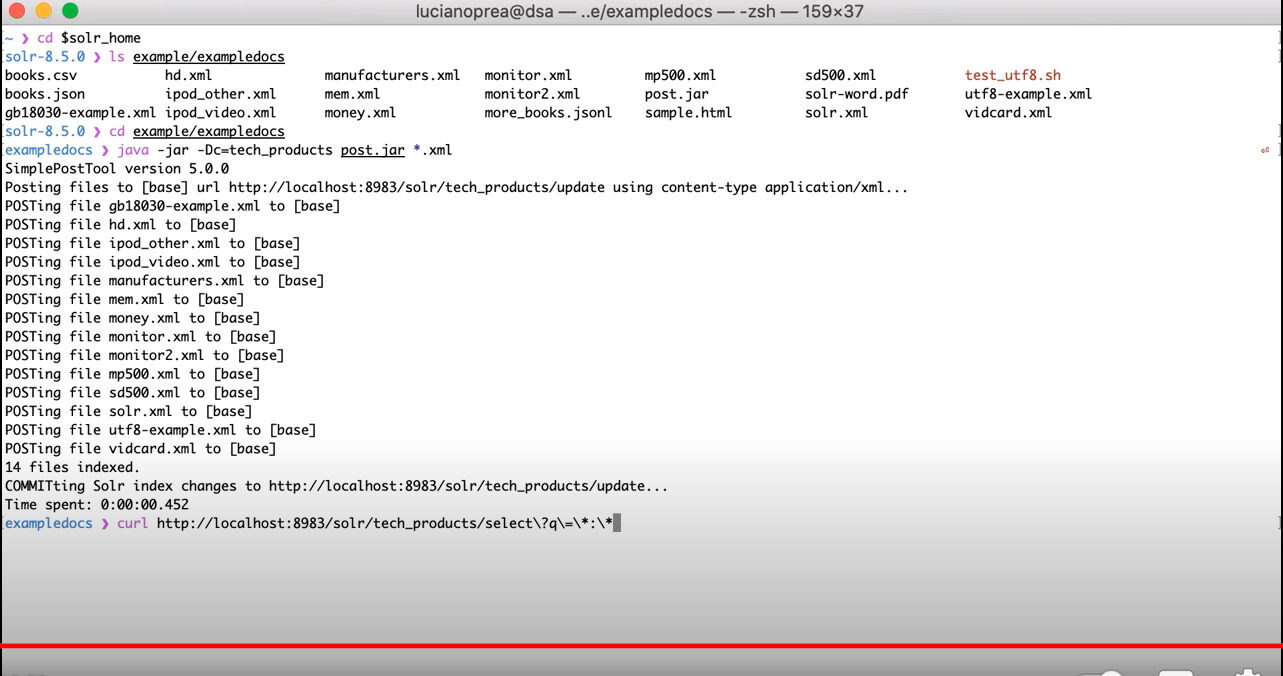 lucianoprea@dsa — ..e/exampledocs — -zsh — 159×37
~ ❯ cd $solr_home
solr-8.5.0 ❯ ls example/exampledocs
books.csv hd.xml manufacturers.xml monitor.xml mp500.xml sd500.xml test_utf8.sh
books.json ipod_other.xml mem.xml monitor2.xml post.jar solr-word.pdf utf8-example.xml
gb18030-example.xml ipod_video.xml money.xml more_books.jsonl sample.html solr.xml vidcard.xml
solr-8.5.0 ❯ cd example/exampledocs
exampledocs ❯ java -jar -Dc=tech_products post.jar *.xml
SimplePostTool version 5.0.0
Posting files to [base] url http://localhost:8983/solr/tech_products/update using content-type application/xml...
POSTing file gb18030-example.xml to [base]
POSTing file hd.xml to [base]
POSTing file ipod_other.xml to [base]
POSTing file ipod_video.xml to [base]
POSTing file manufacturers.xml to [base]
POSTing file mem.xml to [base]
POSTing file money.xml to [base]
POSTing file monitor.xml to [base]
POSTing file monitor2.xml to [base]
POSTing file mp500.xml to [base]
POSTing file sd500.xml to [base]
POSTing file solr.xml to [base]
POSTing file utf8-example.xml to [base]
POSTing file vidcard.xml to [base]
14 files indexed.
COMMITting Solr index changes to http://localhost:8983/solr/tech_products/update...
Time spent: 0:00:00.452
exampledocs ❯ curl http://localhost:8983/solr/tech_products/select\?q\=\*:\*